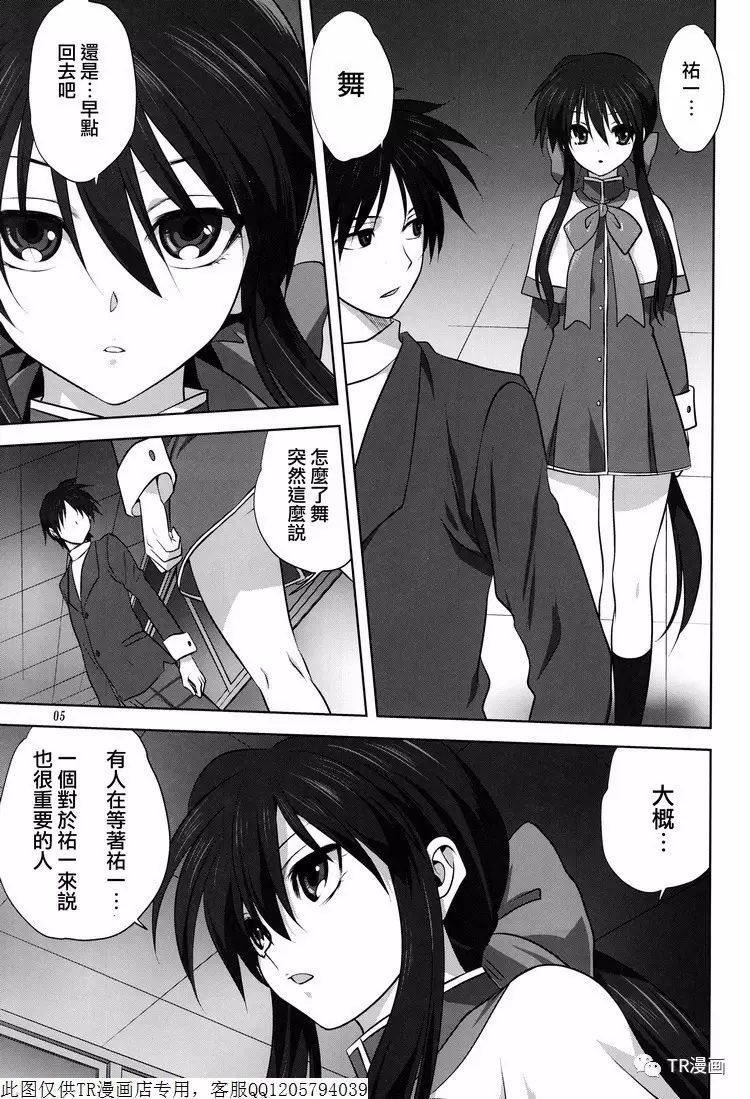 祐一…
舞
還是…早點
回去吧
怎麼了舞
突然這麼説
05
大概…
有人在等著祐一…
一個對於祐一來説
也很重要的人
TR漫画
此图仅供TR漫画店专用，客服QQ1205794039